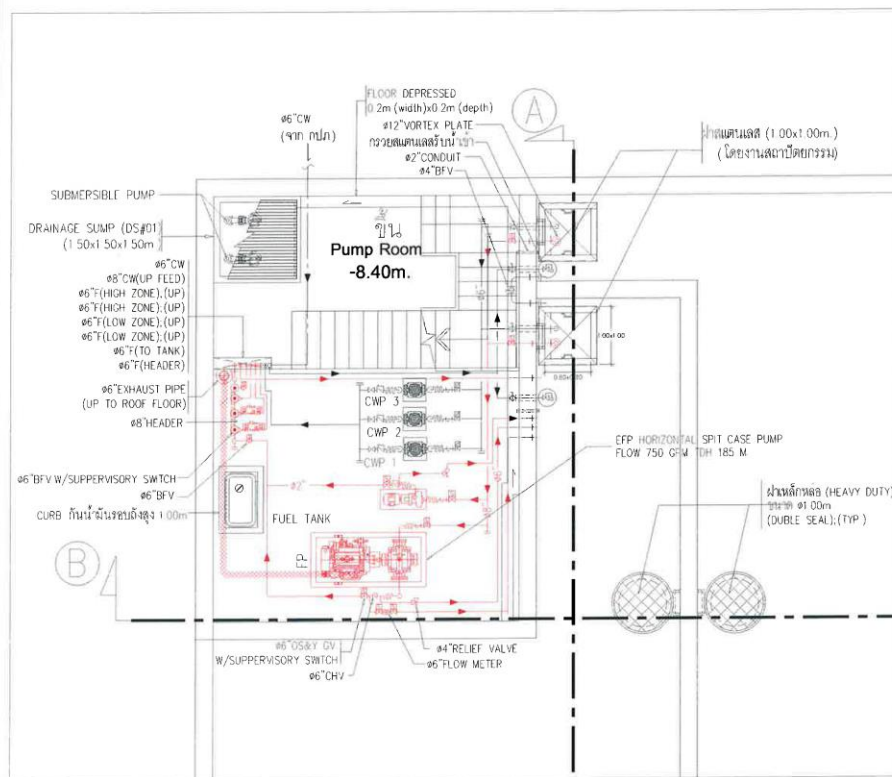 FLOOR DEPRESSED
0.2m (width)x0.2m (depth)
A
ø6"CW
(จาก กปภ)
ø12"VORTEX PLATE
กรวยสแตนเลสรับน้ำเข้า
ø2"CONDUIT
ø4"BFV
ฝาสแตนเลส (1.00x1.00m.)
(โดยงานสถาปัตยกรรม)
SUBMERSIBLE PUMP
DRAINAGE SUMP (DS#01)
(1.50x1.50x1.50m)
ขึ้น
Pump Room
-8.40m.
ø6"CW
ø8"CW(UP FEED)
ø6"F(HIGH ZONE),(UP)
ø6"F(HIGH ZONE);(UP)
ø6"F(LOW ZONE);(UP)
ø6"F(LOW ZONE);(UP)
ø6"F(TO TANK)
ø6"F(HEADER)
1.00x1.00
ø6"EXHAUST PIPE
(UP TO ROOF FLOOR)
ø8"HEADER
CWP 3
CWP 2
CWP 1
EFP HORIZONTAL SPIT CASE PUMP
FLOW 750 GPM TDH 185 M
ø6"BFV W/SUPPERVISORY SWITCH
ø6"BFV
CURB กันน้ำมันรอบถังสูง 1.00m
ø2"
ø6"
ø8"
FUEL TANK
FP
ฝาเหล็กหล่อ (HEAVY DUTY)
ขนาด ø1.00m
(DUBLE SEAL);(TYP)
B
ø6"OS&Y GV
W/SUPPERVISORY SWITCH
ø6"CHV
ø4"RELIEF VALVE
ø6"FLOW METER